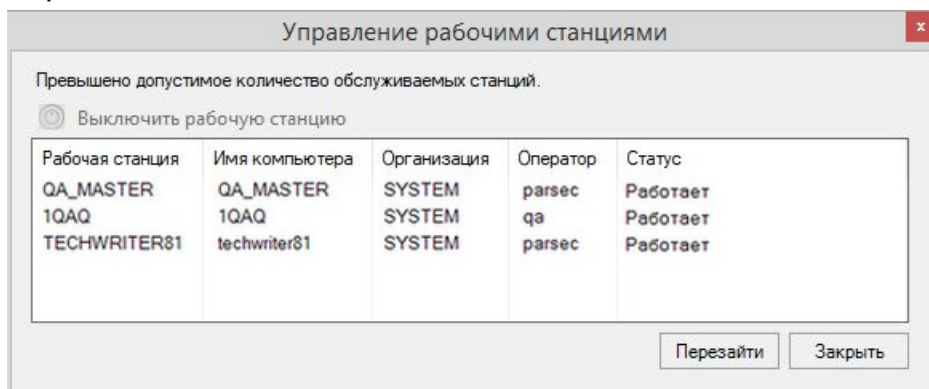 Управление рабочими станциями
x
Превышено допустимое количество обслуживаемых станций.
Выключить рабочую станцию
Рабочая станция Имя компьютера Организация Оператор Статус
QA_MASTER QA_MASTER SYSTEM parsec Работает
1QAQ 1QAQ SYSTEM qa Работает
TECHWRITER81 techwriter81 SYSTEM parsec Работает
Перезайти Закрыть